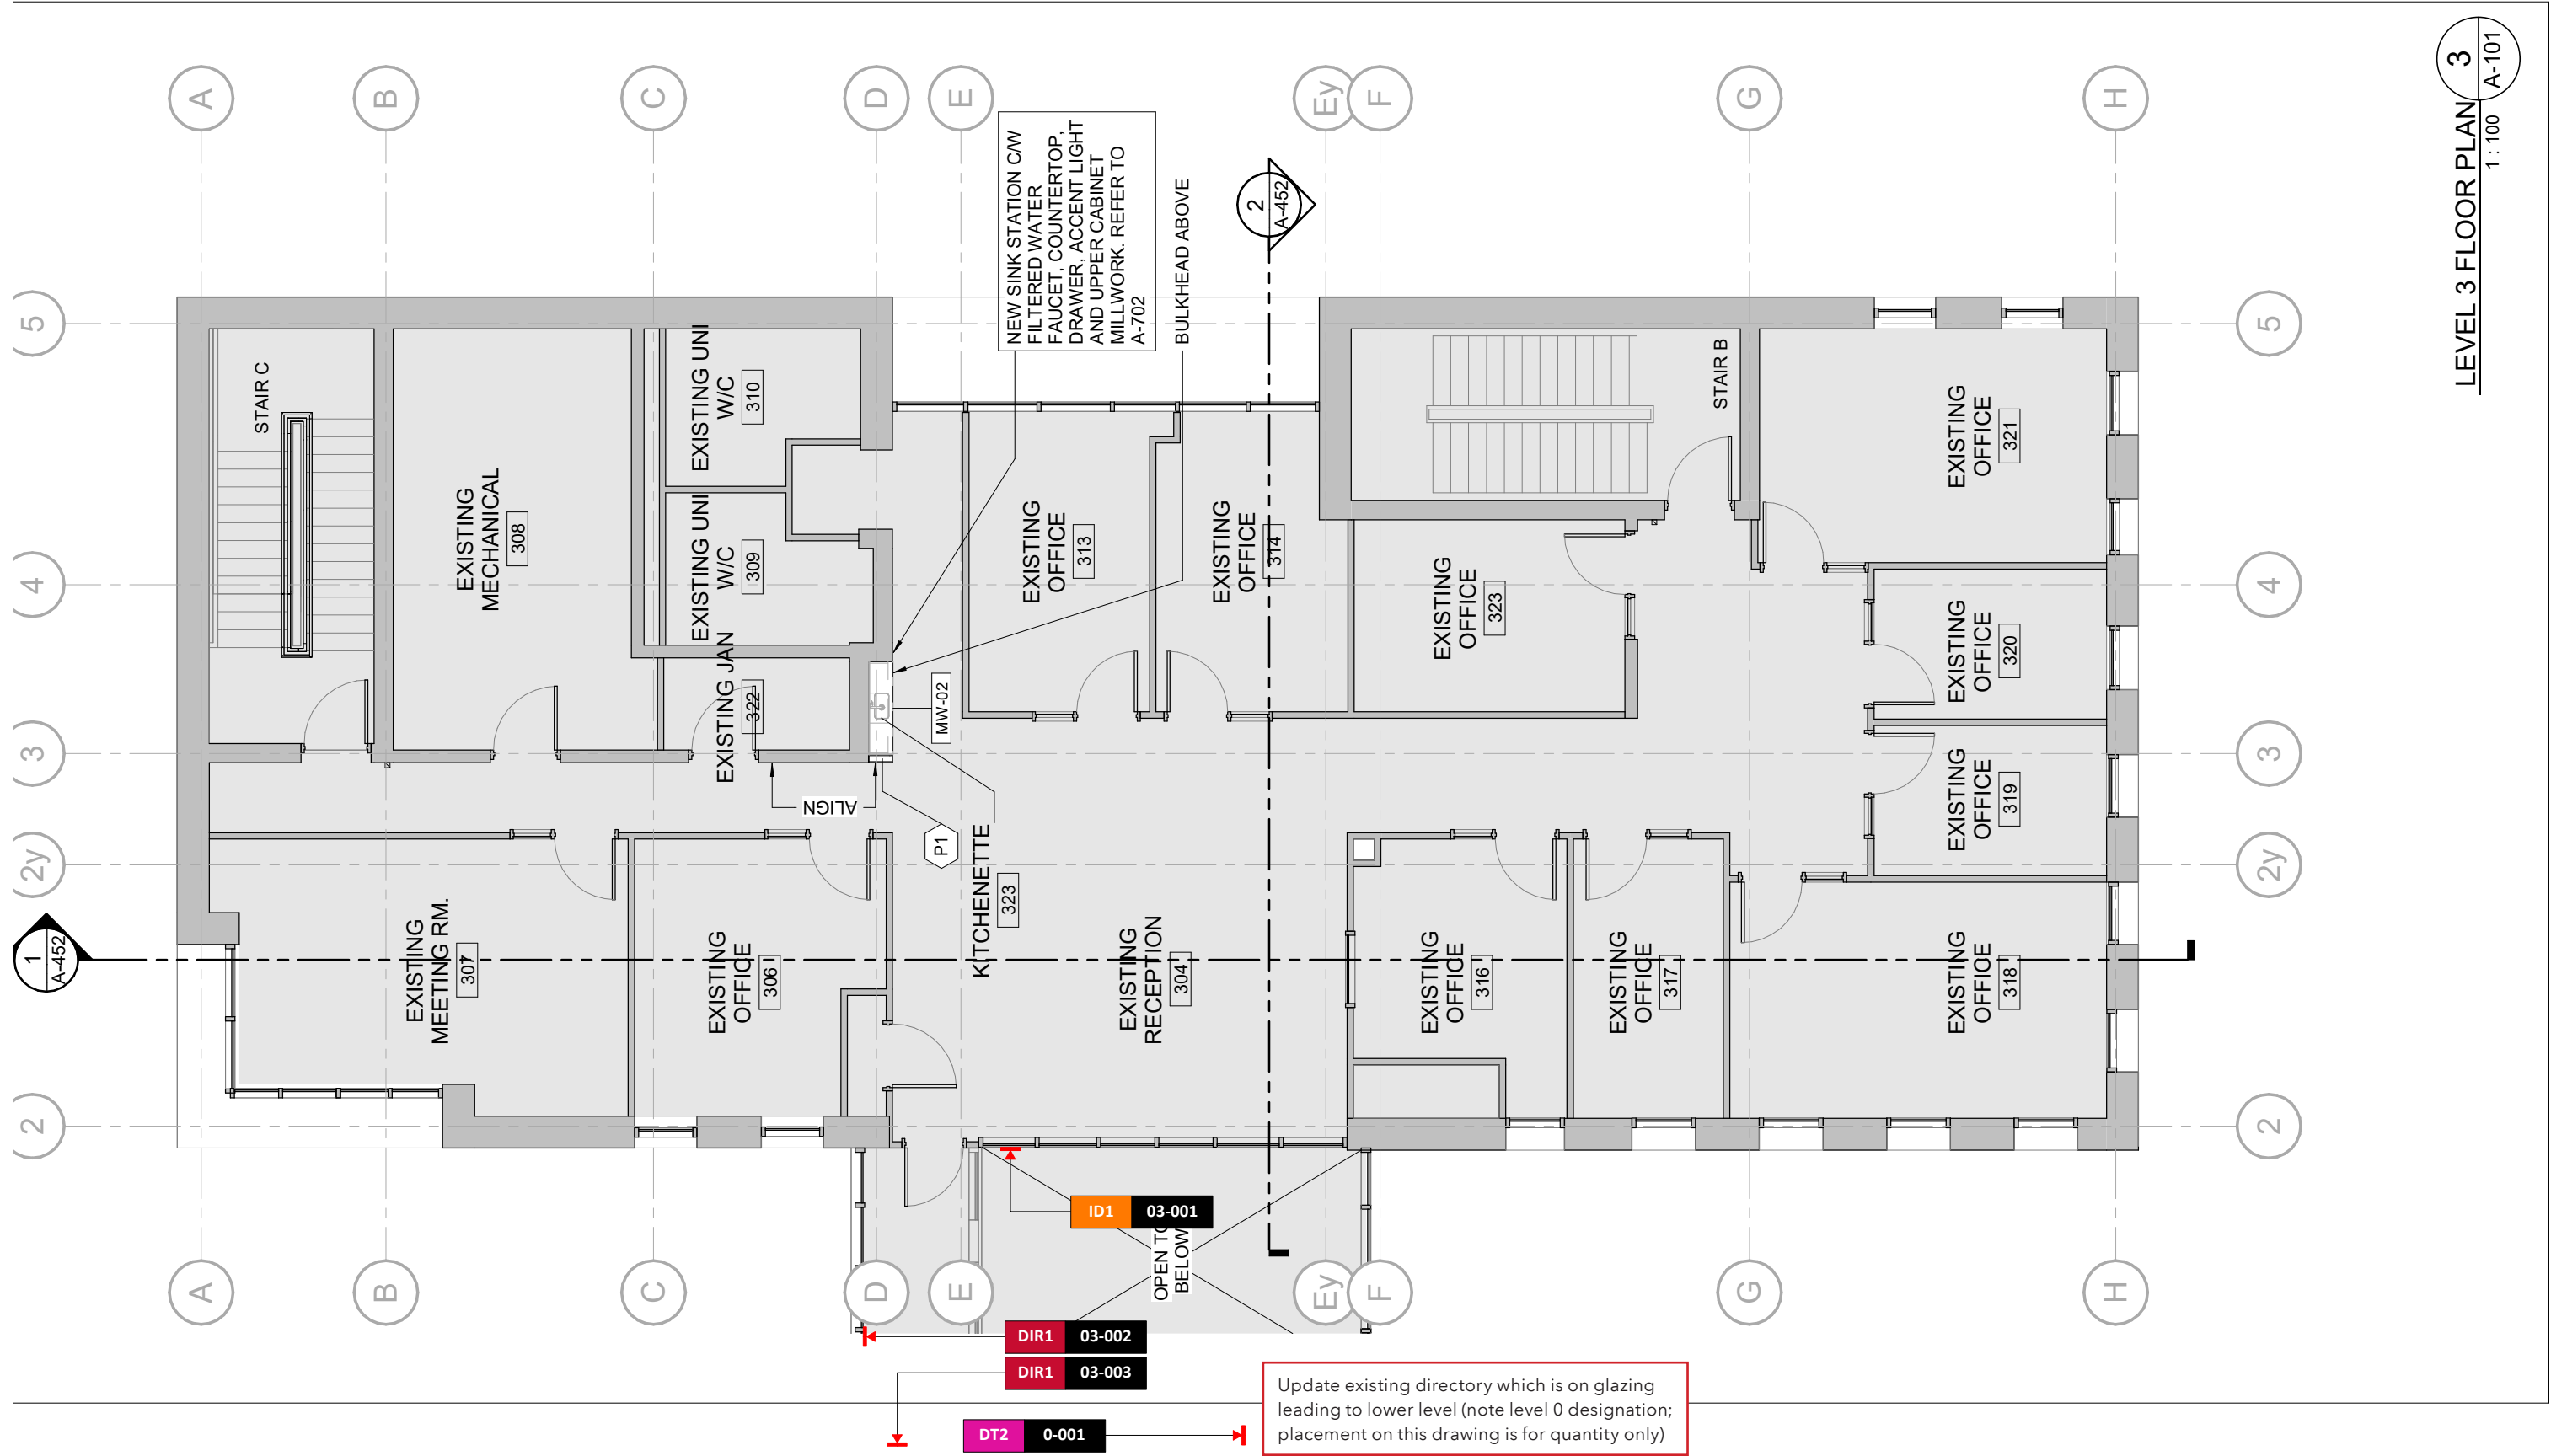 A
B
C
D
E
Ey
F
G
H
3
A-101
LEVEL 3 FLOOR PLAN
1 : 100
NEW SINK STATION C/W
FILTERED WATER
FAUCET, COUNTERTOP,
DRAWER, ACCENT LIGHT
AND UPPER CABINET
MILLWORK. REFER TO
A-702
BULKHEAD ABOVE
2
A-452
5
5
STAIR C
EXISTING
MECHANICAL
308
EXISTING UNI
W/C
310
EXISTING UNI
W/C
309
EXISTING JAN
322
EXISTING
OFFICE
313
EXISTING
OFFICE
314
STAIR B
EXISTING
OFFICE
321
EXISTING
OFFICE
323
EXISTING
OFFICE
320
4
4
MW-02
3
3
ALIGN
P1
KITCHENETTE
323
EXISTING
OFFICE
319
2y
2y
1
A-452
EXISTING
MEETING RM.
307
EXISTING
OFFICE
306
EXISTING
RECEPTION
304
EXISTING
OFFICE
316
EXISTING
OFFICE
317
EXISTING
OFFICE
318
2
2
ID1 03-001
OPEN TO
BELOW
A
B
C
D
E
Ey
F
G
H
DIR1 03-002
DIR1 03-003
DT2 0-001
Update existing directory which is on glazing
leading to lower level (note level 0 designation;
placement on this drawing is for quantity only)